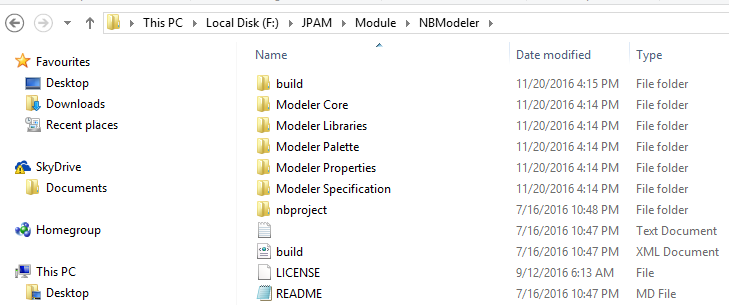 This PC Local Disk (F:) JPAM Module NBModeler
Name Date modified Type
Favourites
Desktop
Downloads
Recent places
SkyDrive
Documents
Homegroup
This PC
Desktop
build 11/20/2016 4:15 PM File folder
Modeler Core 11/20/2016 4:14 PM File folder
Modeler Libraries 11/20/2016 4:14 PM File folder
Modeler Palette 11/20/2016 4:14 PM File folder
Modeler Properties 11/20/2016 4:14 PM File folder
Modeler Specification 11/20/2016 4:14 PM File folder
nbproject 7/16/2016 10:48 PM File folder
7/16/2016 10:47 PM Text Document
build 7/16/2016 10:47 PM XML Document
LICENSE 9/12/2016 6:13 AM File
README 7/16/2016 10:47 PM MD File